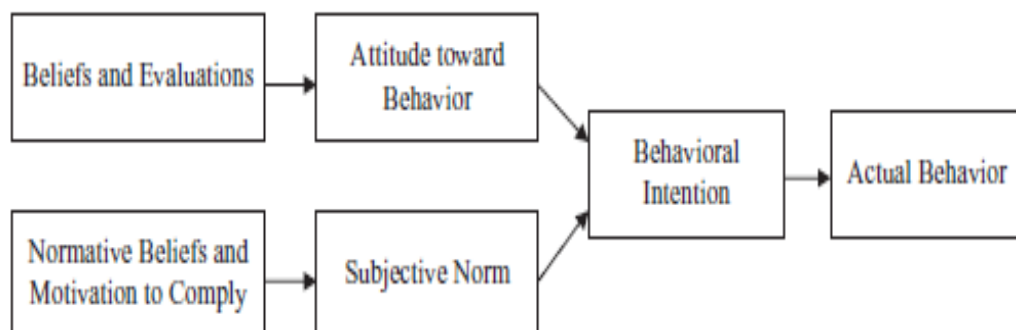 Beliefs and Evaluations
Attitude toward
Behavior
Normative Beliefs and
Motivation to Comply
Subjective Norm
Behavioral
Intention
Actual Behavior